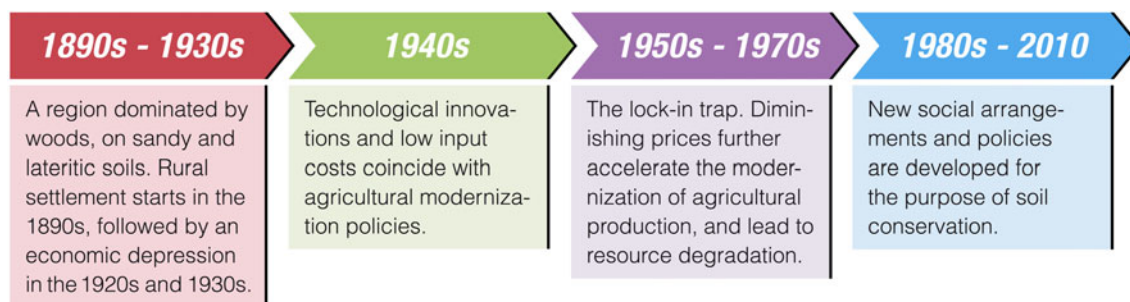 1890s - 1930s
A region dominated by
woods, on sandy and
lateritic soils. Rural
settlement starts in the
1890s, followed by an
economic depression
in the 1920s and 1930s.
1940s
Technological innova-
tions and low input
costs coincide with
agricultural moderniza-
tion policies.
1950s - 1970s
The lock-in trap. Dimin-
ishing prices further
accelerate the moder-
nization of agricultural
production, and lead to
resource degradation.
1980s - 2010
New social arrange-
ments and policies
are developed for
the purpose of soil
conservation.